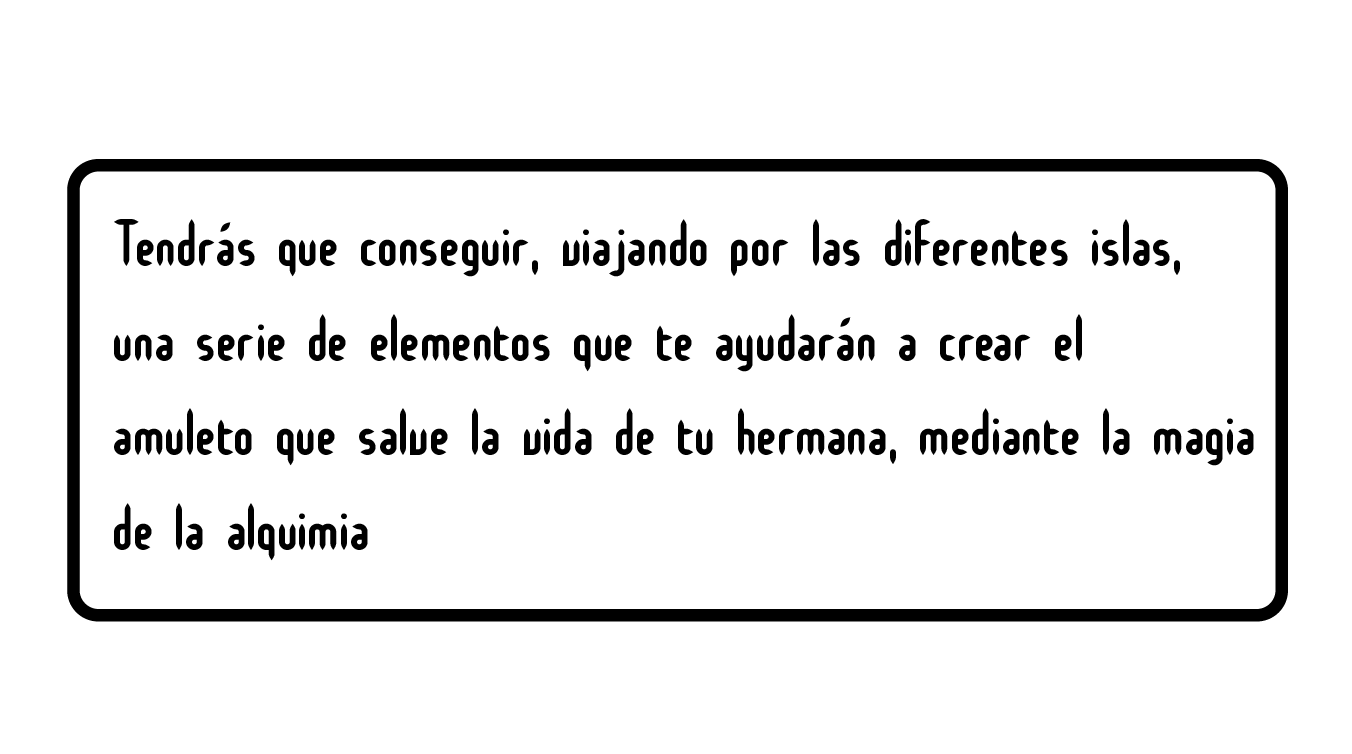 Tendrás que conseguir, viajando por las diferentes islas,
una serie de elementos que te ayudarán a crear el
amuleto que salve la vida de tu hermana, mediante la magia
de la alquimia